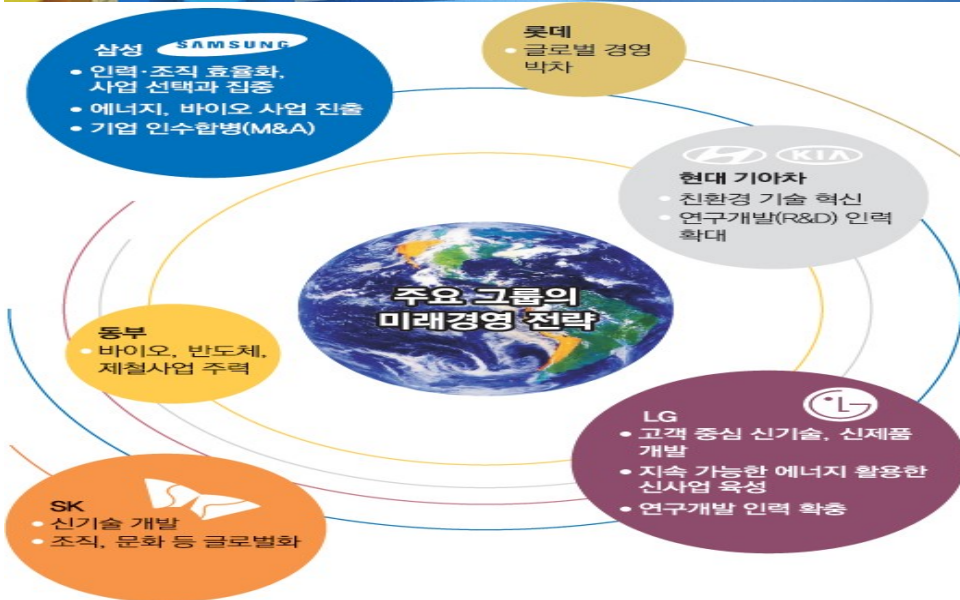 삼성 SAMSUNG
• 인력·조직 효율화,
사업 선택과 집중
• 에너지, 바이오 사업 진출
• 기업 인수합병(M&A)
롯데
• 글로벌 경영
박차
KIA
현대 기아차
• 친환경 기술 혁신
• 연구개발(R&D) 인력
확대
주요 그룹의
미래경영 전략
동부
• 바이오, 반도체,
제철사업 주력
LG
• 고객 중심 신기술, 신제품
개발
• 지속 가능한 에너지 활용한
신사업 육성
• 연구개발 인력 확충
SK
• 신기술 개발
• 조직, 문화 등 글로벌화